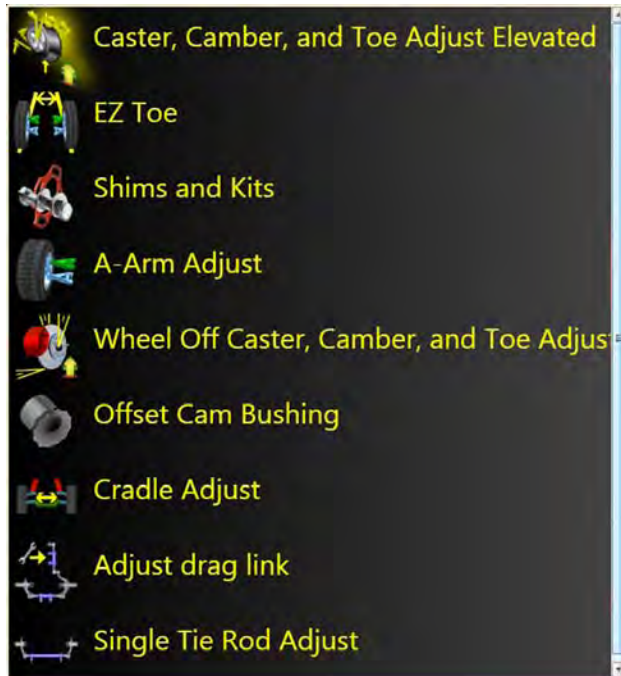 Caster, Camber, and Toe Adjust Elevated
EZ Toe
Shims and Kits
A-Arm Adjust
Wheel Off Caster, Camber, and Toe Adjus
Offset Cam Bushing
Cradle Adjust
Adjust drag link
Single Tie Rod Adjust